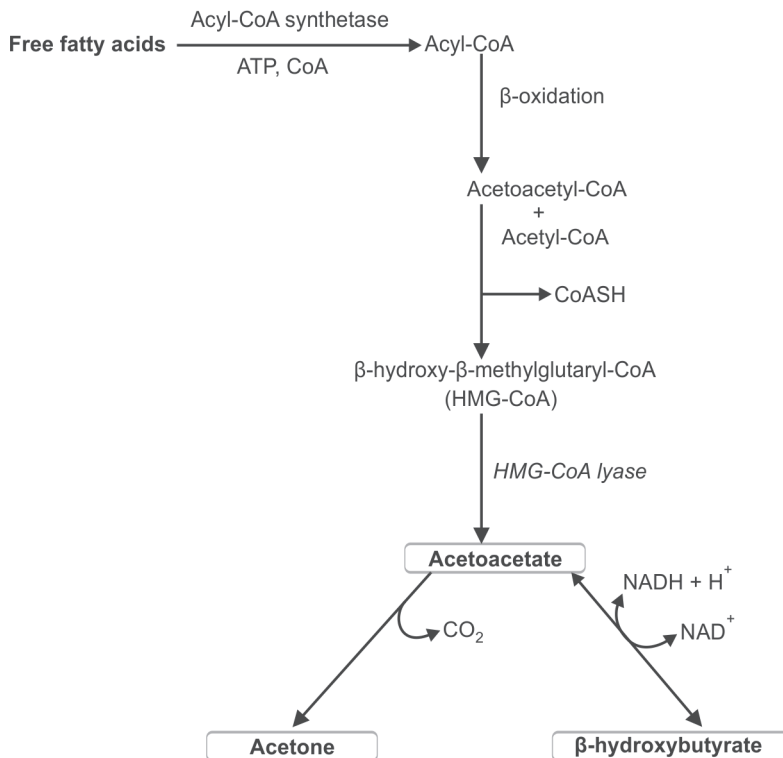 Acyl-CoA synthetase
Free fatty acids
Acyl-CoA
ATP, CoA
β-oxidation
Acetoacetyl-CoA
+
Acetyl-CoA
CoASH
β-hydroxy-β-methylglutaryl-CoA
(HMG-CoA)
HMG-CoA lyase
Acetoacetate
NADH + H⁺
CO₂
NAD⁺
Acetone
β-hydroxybutyrate